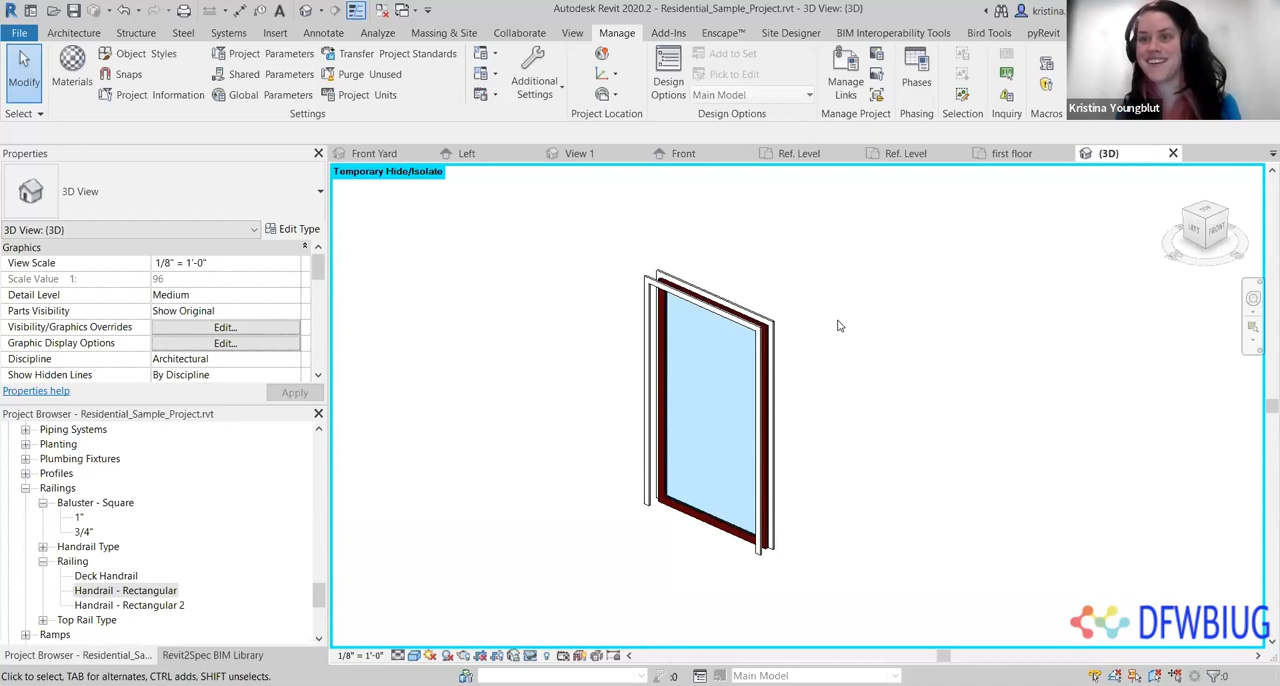 Autodesk Revit 2020.2 - Residential_Sample_Project.rvt - 3D View: {3D}
kristina.
File Architecture Structure Steel Systems Insert Annotate Analyze Massing & Site Collaborate View Manage Add-Ins Enscape™ Site Designer BIM Interoperability Tools Bird Tools pyRevit
Modify
Materials
Object Styles
Snaps
Project Information
Project Parameters
Shared Parameters
Global Parameters
Transfer Project Standards
Purge Unused
Project Units
Additional
Settings
Design
Options
Add to Set
Pick to Edit
Main Model
Manage
Links
Phases
Select
Settings
Project Location
Design Options
Manage Project
Phasing
Selection
Inquiry
Macros
Kristina Youngblut
Properties
3D View
3D View: {3D}
Edit Type
Graphics
View Scale 1/8" = 1'-0"
Scale Value 1: 96
Detail Level Medium
Parts Visibility Show Original
Visibility/Graphics Overrides Edit...
Graphic Display Options Edit...
Discipline Architectural
Show Hidden Lines By Discipline
Properties help
Apply
Project Browser - Residential_Sample_Project.rvt
Piping Systems
Planting
Plumbing Fixtures
Profiles
Railings
Baluster - Square
1"
3/4"
Handrail Type
Railing
Deck Handrail
Handrail - Rectangular
Handrail - Rectangular 2
Top Rail Type
Ramps
Project Browser - Residential_Sa...
Revit2Spec BIM Library
Front Yard Left View 1 Front Ref. Level Ref. Level first floor {3D}
Temporary Hide/Isolate
TOP
LEFT
FRONT
DFWBIUG
1/8" = 1'-0"
Click to select, TAB for alternates, CTRL adds, SHIFT unselects.
:0
Main Model
:0